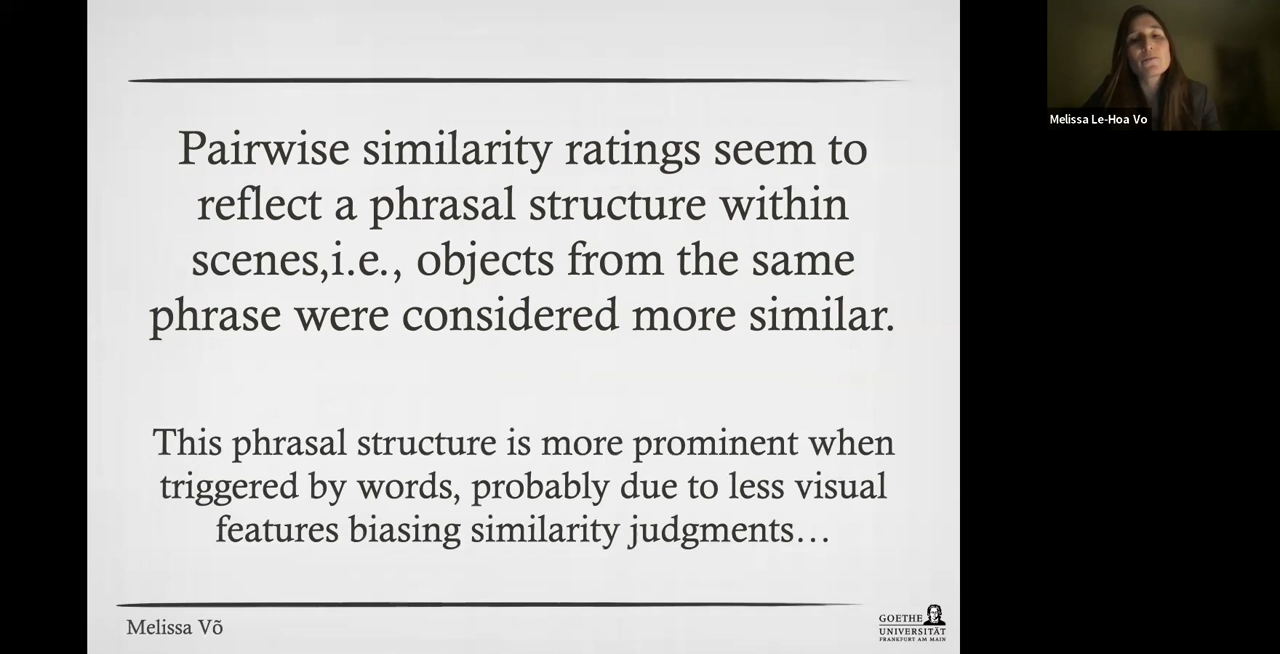 Pairwise similarity ratings seem to
reflect a phrasal structure within
scenes,i.e., objects from the same
phrase were considered more similar.
This phrasal structure is more prominent when
triggered by words, probably due to less visual
features biasing similarity judgments…
Melissa Võ
GOETHE
UNIVERSITÄT
FRANKFURT AM MAIN
Melissa Le-Hoa Vo